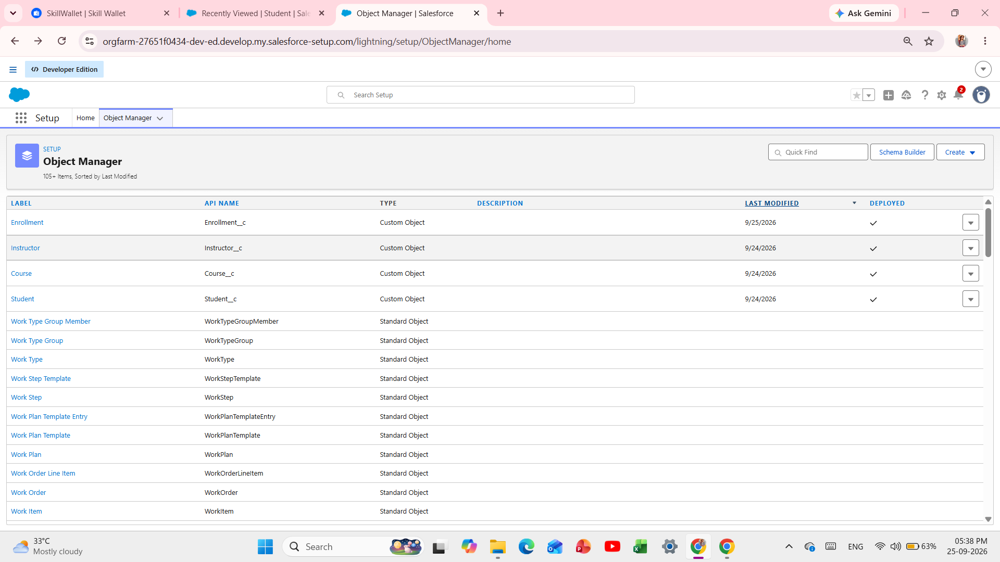 SkillWallet | Skill Wallet
Recently Viewed | Student | Sale
Object Manager | Salesforce
Ask Gemini
orgfarm-27651f0434-dev-ed.develop.my.salesforce-setup.com/lightning/setup/ObjectManager/home
Developer Edition
Search Setup
2
Setup
Home
Object Manager
SETUP
Object Manager
105+ Items, Sorted by Last Modified
Quick Find
Schema Builder
Create
LABEL API NAME TYPE DESCRIPTION LAST MODIFIED DEPLOYED
Enrollment Enrollment__c Custom Object 9/25/2026
Instructor Instructor__c Custom Object 9/24/2026
Course Course__c Custom Object 9/24/2026
Student Student__c Custom Object 9/24/2026
Work Type Group Member WorkTypeGroupMember Standard Object
Work Type Group WorkTypeGroup Standard Object
Work Type WorkType Standard Object
Work Step Template WorkStepTemplate Standard Object
Work Step WorkStep Standard Object
Work Plan Template Entry WorkPlanTemplateEntry Standard Object
Work Plan Template WorkPlanTemplate Standard Object
Work Plan WorkPlan Standard Object
Work Order Line Item WorkOrderLineItem Standard Object
Work Order WorkOrder Standard Object
Work Item WorkItem Standard Object
33°C
Mostly cloudy
Search
ENG
63%
05:38 PM
25-09-2026